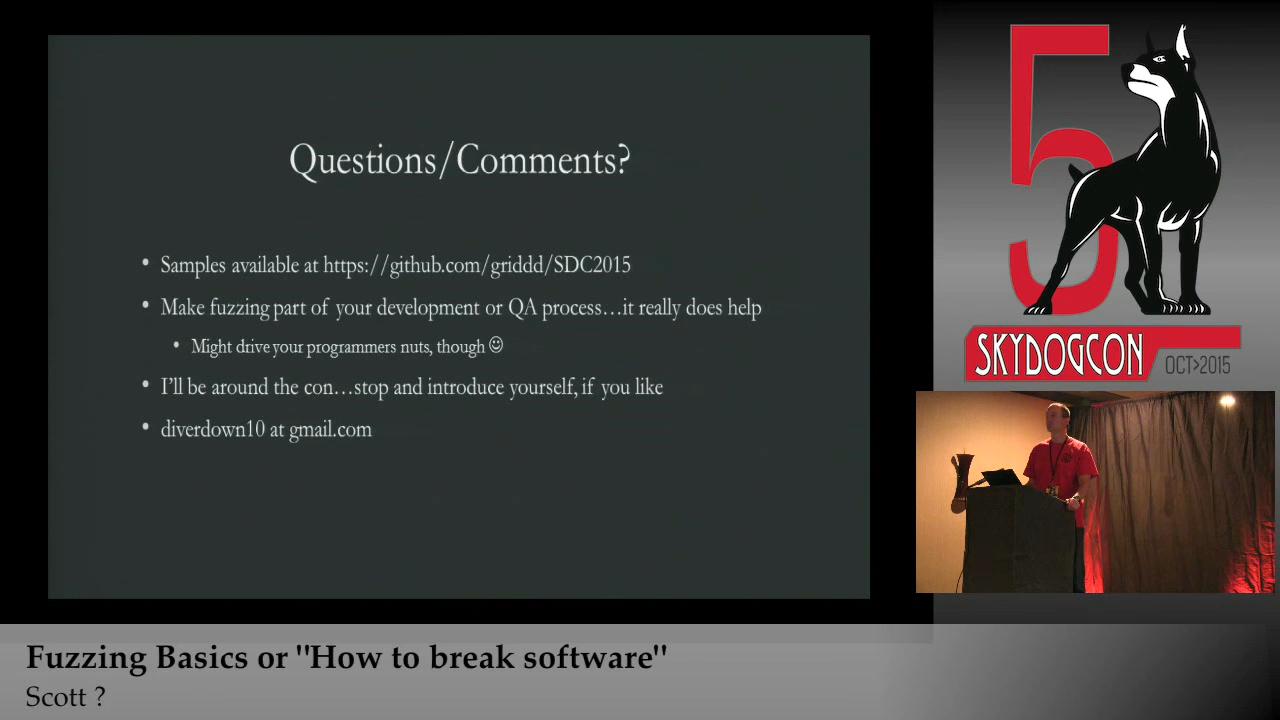 Questions/Comments?
Samples available at https://github.com/griddd/SDC2015
Make fuzzing part of your development or QA process...it really does help
Might drive your programmers nuts, though ☺
I'll be around the con...stop and introduce yourself, if you like
diverdown10 at gmail.com
5
SKYDOGCON
OCT>2015
Fuzzing Basics or "How to break software"
Scott ?